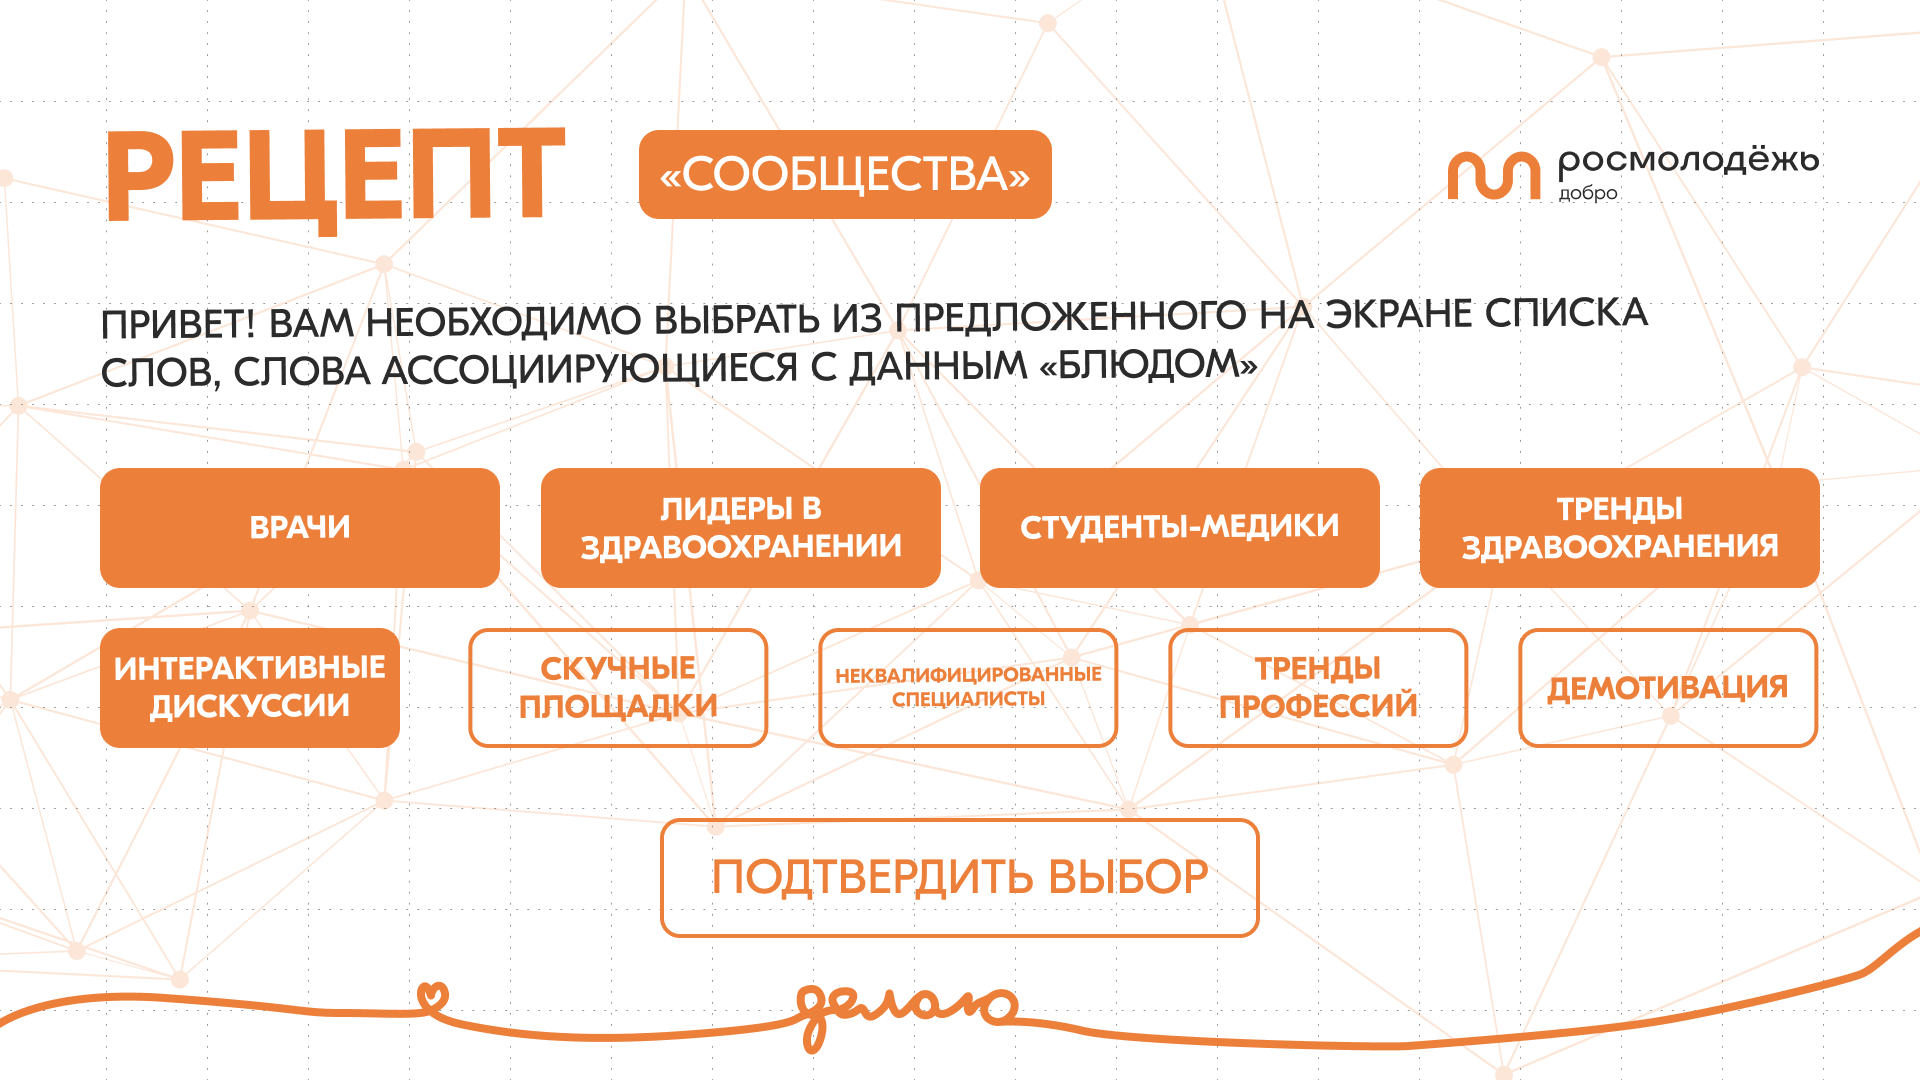 РЕЦЕПТ
«СООБЩЕСТВА»
росмолодёжь
добро
ПРИВЕТ! ВАМ НЕОБХОДИМО ВЫБРАТЬ ИЗ ПРЕДЛОЖЕННОГО НА ЭКРАНЕ СПИСКА
СЛОВ, СЛОВА АССОЦИИРУЮЩИЕСЯ С ДАННЫМ «БЛЮДОМ»
ВРАЧИ
ЛИДЕРЫ В
ЗДРАВООХРАНЕНИИ
СТУДЕНТЫ-МЕДИКИ
ТРЕНДЫ
ЗДРАВООХРАНЕНИЯ
ИНТЕРАКТИВНЫЕ
ДИСКУССИИ
СКУЧНЫЕ
ПЛОЩАДКИ
НЕКВАЛИФИЦИРОВАННЫЕ
СПЕЦИАЛИСТЫ
ТРЕНДЫ
ПРОФЕССИЙ
ДЕМОТИВАЦИЯ
ПОДТВЕРДИТЬ ВЫБОР
делаю